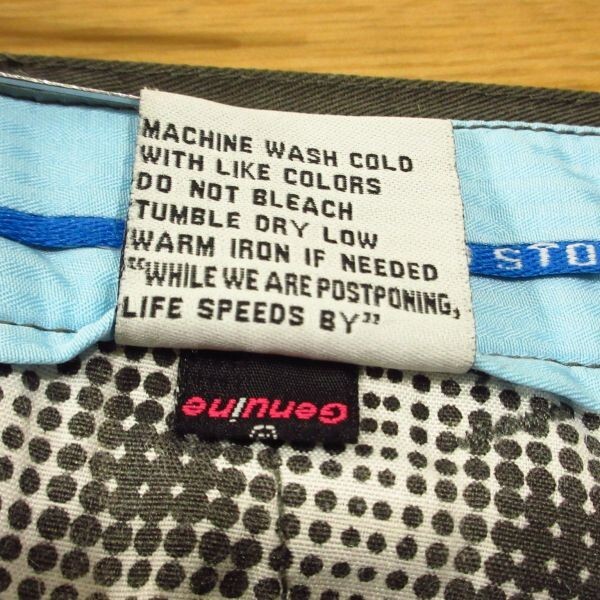 MACHINE WASH COLD
WITH LIKE COLORS
DO NOT BLEACH
TUMBLE DRY LOW
WARM IRON IF NEEDED
"WHILE WE ARE POSTPONING,
LIFE SPEEDS BY"
STO
Genuine